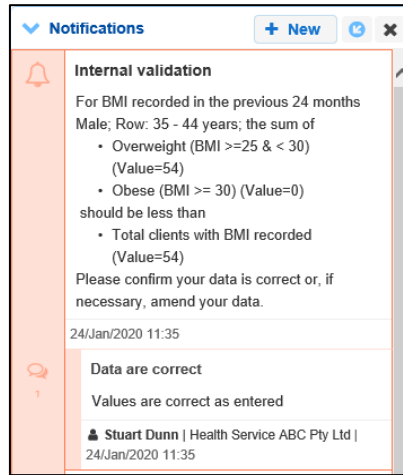 Notifications
+ New
Internal validation
For BMI recorded in the previous 24 months
Male; Row: 35 - 44 years; the sum of
• Overweight (BMI >=25 & < 30)
(Value=54)
• Obese (BMI >= 30) (Value=0)
should be less than
• Total clients with BMI recorded
(Value=54)
Please confirm your data is correct or, if
necessary, amend your data.
24/Jan/2020 11:35
1
Data are correct
Values are correct as entered
Stuart Dunn | Health Service ABC Pty Ltd |
24/Jan/2020 11:35